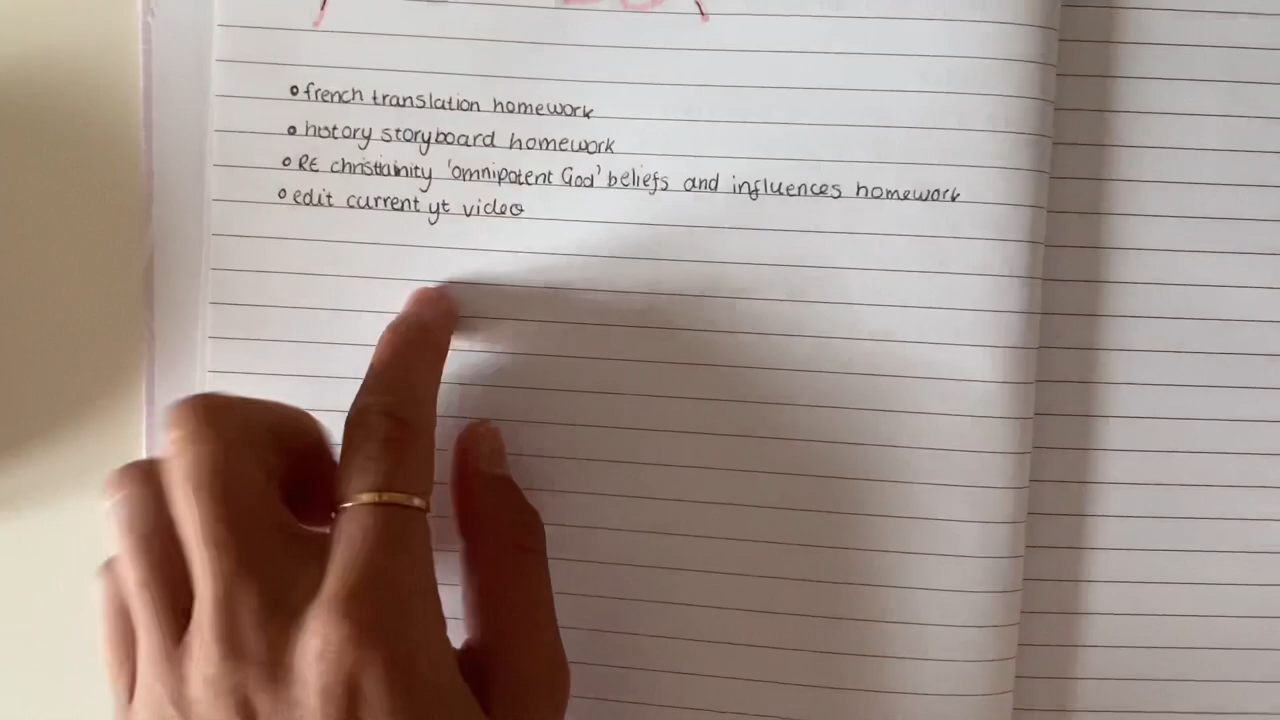 french translation homework
history storyboard homework
RE christianity 'omnipotent God' beliefs and influences homework
edit current yt video